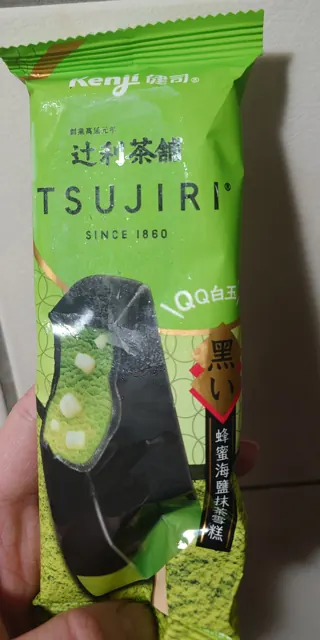 Kenji 健司®
創業萬延元年
辻利茶舗
TSUJIRI®
SINCE 1860
\QQ白玉
黑い
蜂蜜海鹽抹茶雪糕